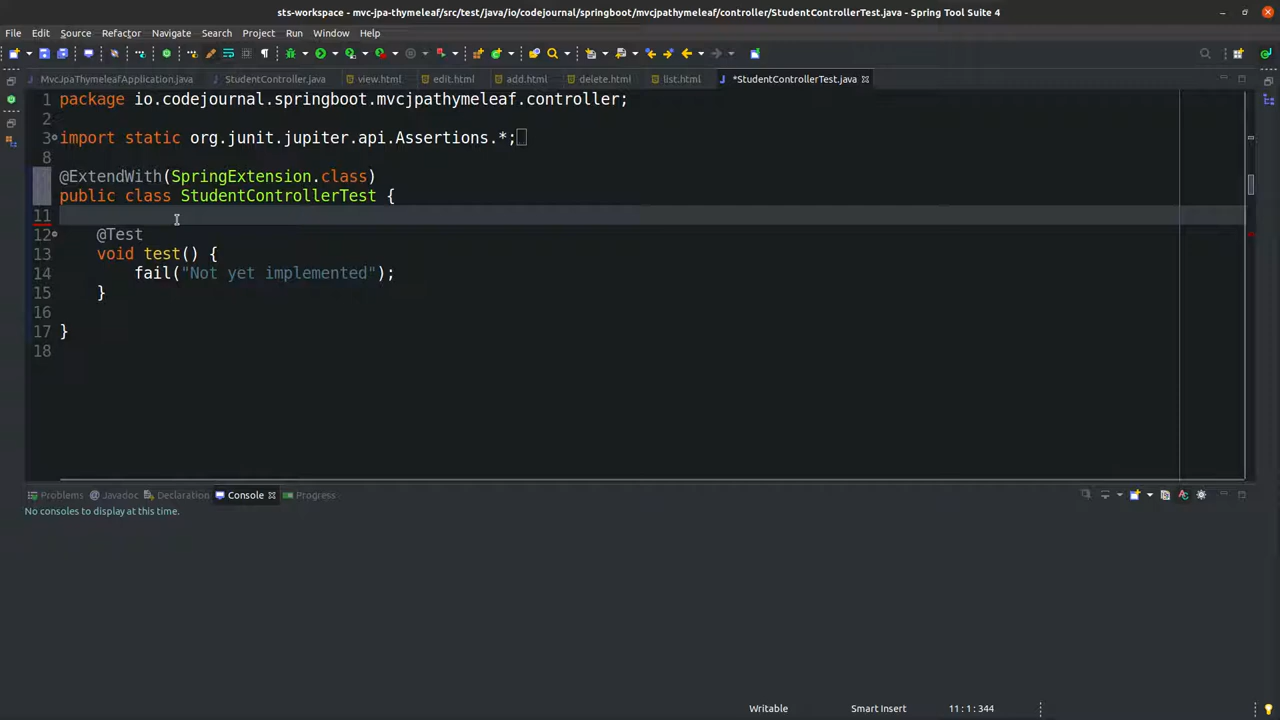 sts-workspace - mvc-jpa-thymeleaf/src/test/java/io/codejournal/springboot/mvcjpathymeleaf/controller/StudentControllerTest.java - Spring Tool Suite 4
File Edit Source Refactor Navigate Search Project Run Window Help
MvcJpaThymeleafApplication.java StudentController.java view.html edit.html add.html delete.html list.html *StudentControllerTest.java
1 package io.codejournal.springboot.mvcjpathymeleaf.controller;
2
3 import static org.junit.jupiter.api.Assertions.*;
8
@ExtendWith(SpringExtension.class)
public class StudentControllerTest {
11
12 @Test
13 void test() {
14 fail("Not yet implemented");
15 }
16
17 }
18
Problems @ Javadoc Declaration Console Progress
No consoles to display at this time.
Writable Smart Insert 11 : 1 : 344